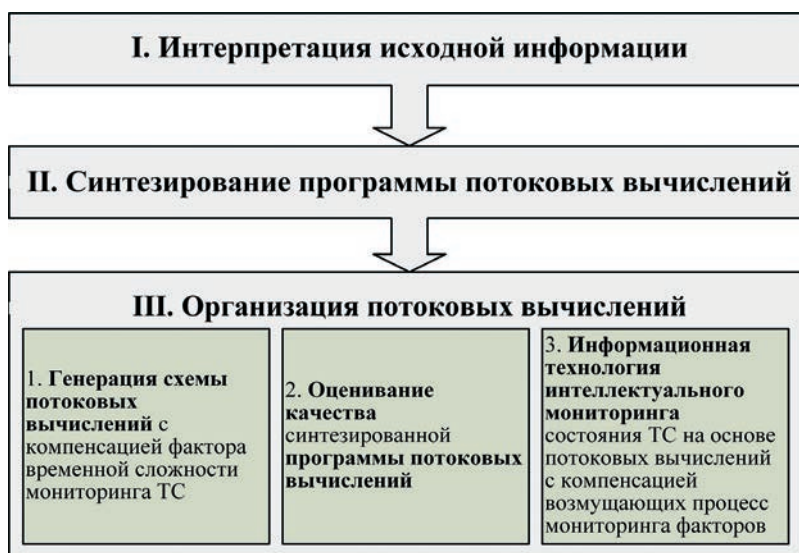 I. Интерпретация исходной информации
II. Синтезирование программы потоковых вычислений
III. Организация потоковых вычислений
1. Генерация схемы
потоковых
вычислений с
компенсацией фактора
временной сложности
мониторинга ТС
2. Оценивание
качества
синтезированной
программы потоковых
вычислений
3. Информационная
технология
интеллектуального
мониторинга
состояния ТС на основе
потоковых вычислений
с компенсацией
возмущающих процесс
мониторинга факторов